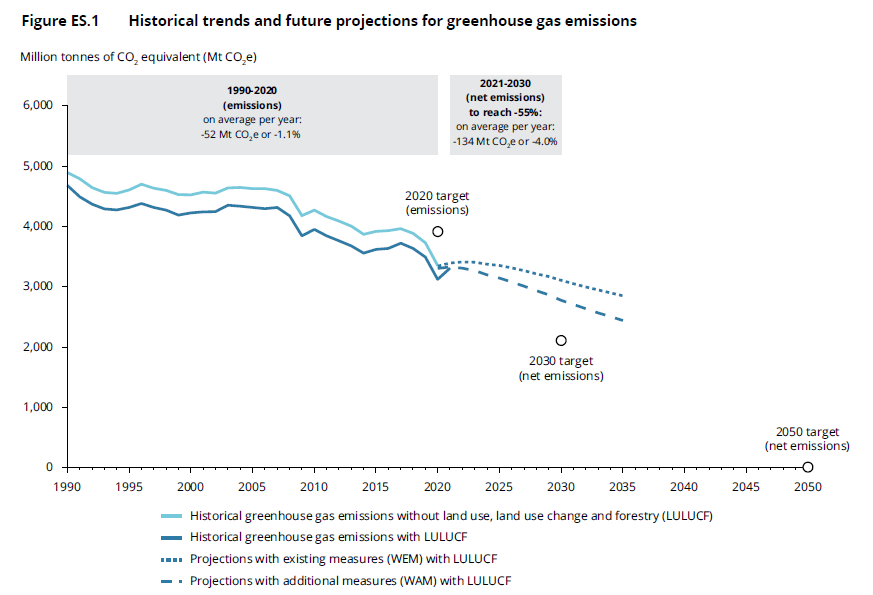 Figure ES.1 Historical trends and future projections for greenhouse gas emissions
Million tonnes of CO₂ equivalent (Mt CO₂e)
1990-2020
(emissions)
on average per year:
-52 Mt CO₂e or -1.1%
2021-2030
(net emissions)
to reach -55%:
on average per year:
-134 Mt CO₂e or -4.0%
6,000
5,000
4,000
3,000
2,000
1,000
0
2020 target
(emissions)
2030 target
(net emissions)
2050 target
(net emissions)
1990 1995 2000 2005 2010 2015 2020 2025 2030 2035 2040 2045 2050
Historical greenhouse gas emissions without land use, land use change and forestry (LULUCF)
Historical greenhouse gas emissions with LULUCF
Projections with existing measures (WEM) with LULUCF
Projections with additional measures (WAM) with LULUCF